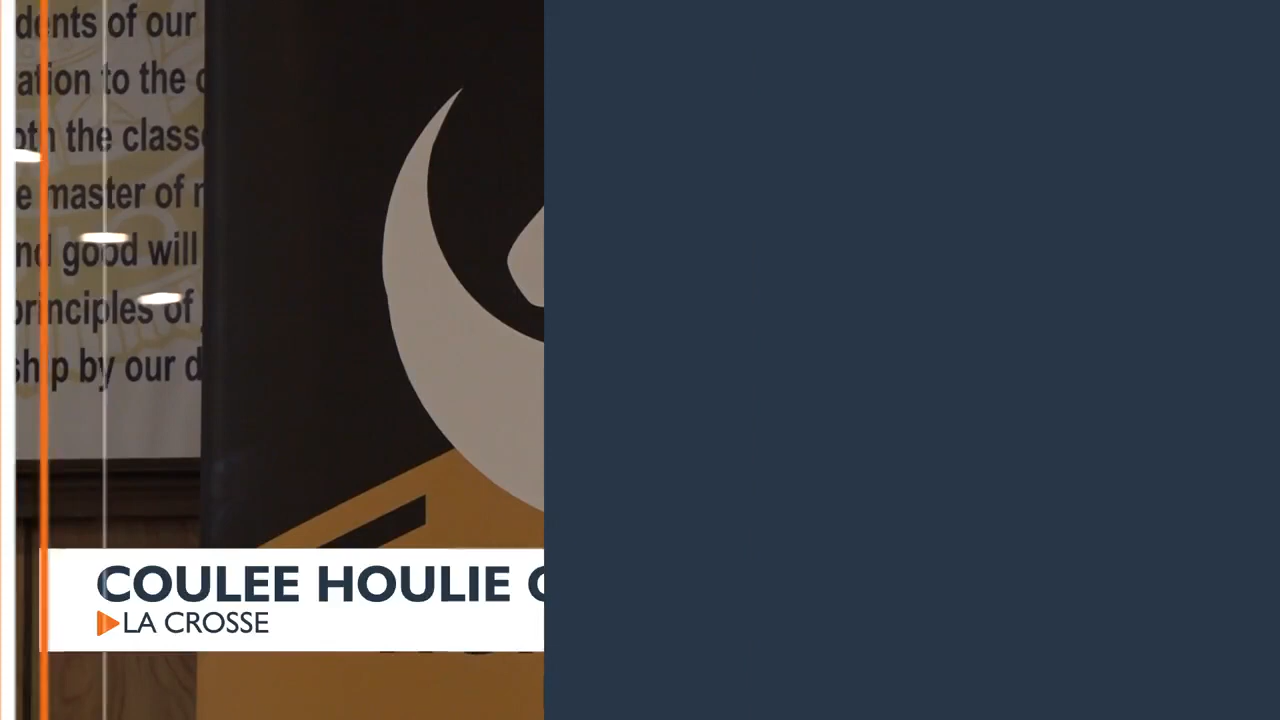 dents of our
ation to the
oth the class
e master of
nd good will
principles of
ship by our d
COULEE HOULIE
LA CROSSE